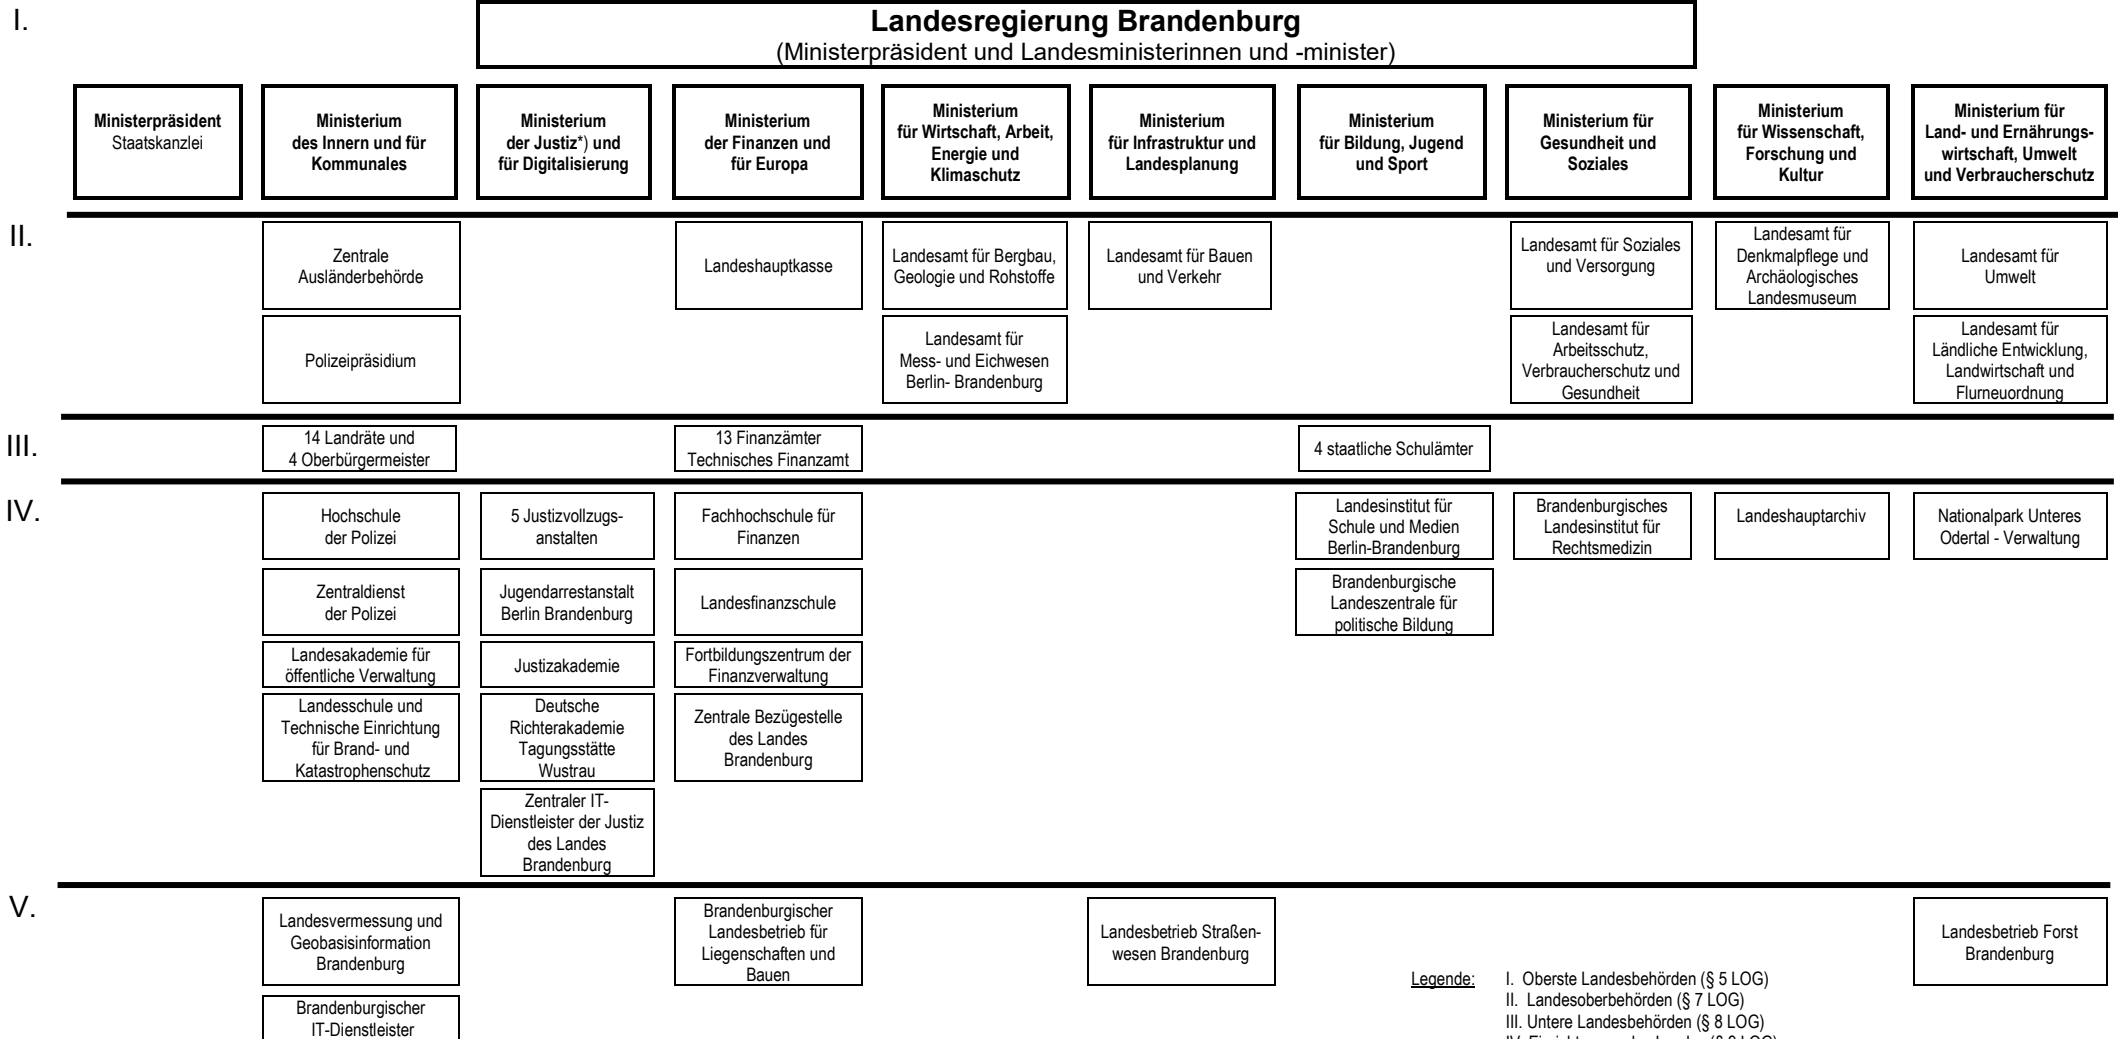 I.
Landesregierung Brandenburg
(Ministerpräsident und Landesministerinnen und -minister)
Ministerpräsident
Staatskanzlei
Ministerium
des Innern und für
Kommunales
Ministerium
der Justiz*) und
für Digitalisierung
Ministerium
der Finanzen und
für Europa
Ministerium
für Wirtschaft, Arbeit,
Energie und
Klimaschutz
Ministerium
für Infrastruktur und
Landesplanung
Ministerium
für Bildung, Jugend
und Sport
Ministerium für
Gesundheit und
Soziales
Ministerium
für Wissenschaft,
Forschung und
Kultur
Ministerium für
Land- und Ernährungs-
wirtschaft, Umwelt
und Verbraucherschutz
II.
Zentrale
Ausländerbehörde
Landeshauptkasse
Landesamt für Bergbau,
Geologie und Rohstoffe
Landesamt für Bauen
und Verkehr
Landesamt für Soziales
und Versorgung
Landesamt für
Denkmalpflege und
Archäologisches
Landesmuseum
Landesamt für
Umwelt
Polizeipräsidium
Landesamt für
Mess- und Eichwesen
Berlin- Brandenburg
Landesamt für
Arbeitsschutz,
Verbraucherschutz und
Gesundheit
Landesamt für
Ländliche Entwicklung,
Landwirtschaft und
Flurneuordnung
III.
14 Landräte und
4 Oberbürgermeister
13 Finanzämter
Technisches Finanzamt
4 staatliche Schulämter
IV.
Hochschule
der Polizei
5 Justizvollzugs-
anstalten
Fachhochschule für
Finanzen
Landesinstitut für
Schule und Medien
Berlin-Brandenburg
Brandenburgisches
Landesinstitut für
Rechtsmedizin
Landeshauptarchiv
Nationalpark Unteres
Odertal - Verwaltung
Zentraldienst
der Polizei
Jugendarrestanstalt
Berlin Brandenburg
Landesfinanzschule
Brandenburgische
Landeszentrale für
politische Bildung
Landesakademie für
öffentliche Verwaltung
Justizakademie
Fortbildungszentrum der
Finanzverwaltung
Landesschule und
Technische Einrichtung
für Brand- und
Katastrophenschutz
Deutsche
Richterakademie
Tagungsstätte
Wustrau
Zentrale Bezügestelle
des Landes
Brandenburg
Zentraler IT-
Dienstleister der Justiz
des Landes
Brandenburg
V.
Landesvermessung und
Geobasisinformation
Brandenburg
Brandenburgischer
Landesbetrieb für
Liegenschaften und
Bauen
Landesbetrieb Straßen-
wesen Brandenburg
Landesbetrieb Forst
Brandenburg
Brandenburgischer
IT-Dienstleister
Legende: I. Oberste Landesbehörden (§ 5 LOG)
II. Landesoberbehörden (§ 7 LOG)
III. Untere Landesbehörden (§ 8 LOG)